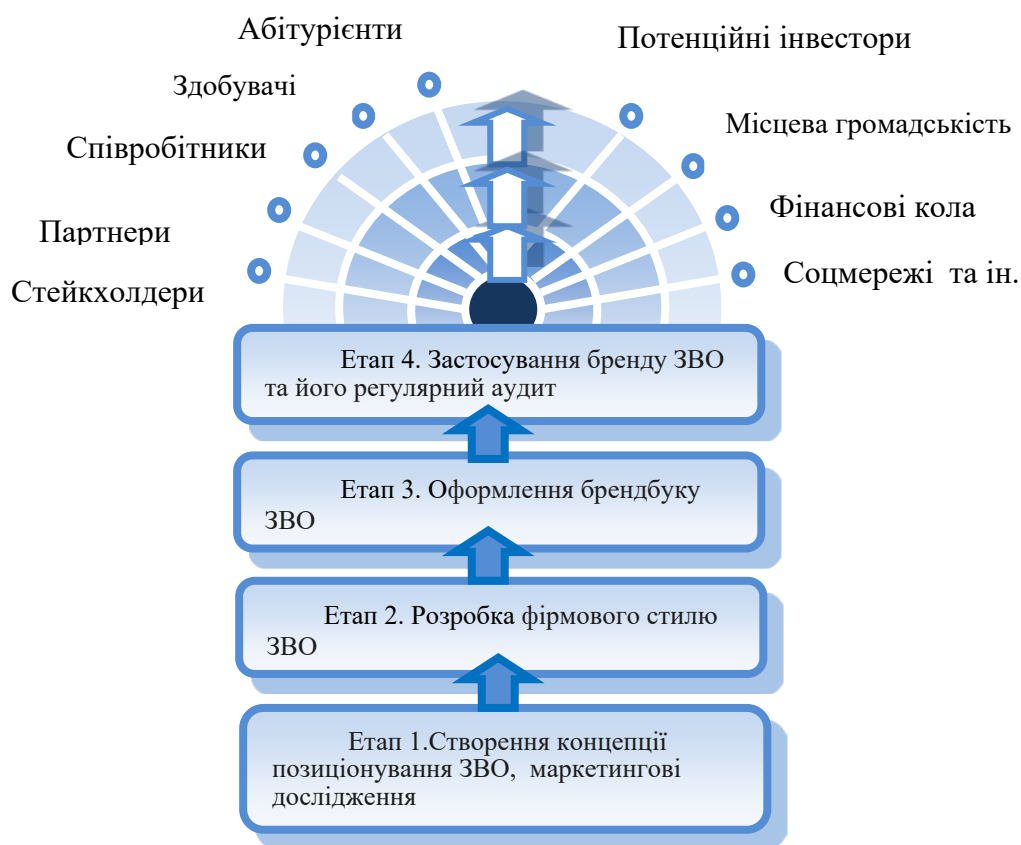 Абітурієнти
Потенційні інвестори
Здобувачі
Місцева громадськість
Співробітники
Фінансові кола
Партнери
Соцмережі та ін.
Стейкхолдери
Етап 4. Застосування бренду ЗВО
та його регулярний аудит
Етап 3. Оформлення брендбуку
ЗВО
Етап 2. Розробка фірмового стилю
ЗВО
Етап 1.Створення концепції
позиціонування ЗВО, маркетингові
дослідження